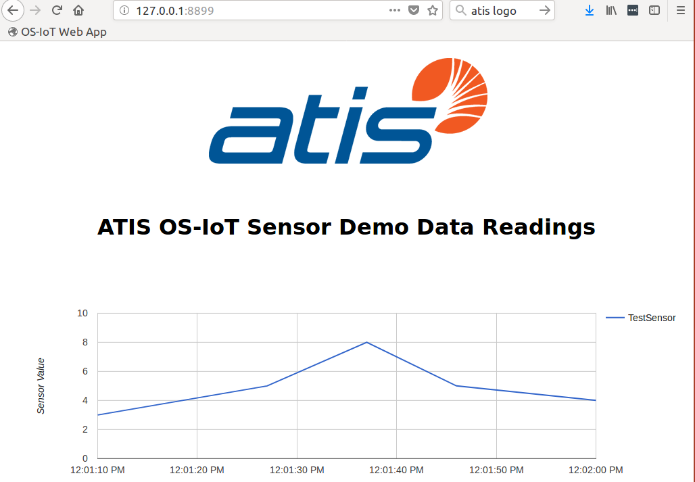 127.0.0.1:8899
atis logo
OS-IoT Web App
atis
ATIS OS-IoT Sensor Demo Data Readings
10
TestSensor
8
6
Sensor Value
4
2
0
12:01:10 PM 12:01:20 PM 12:01:30 PM 12:01:40 PM 12:01:50 PM 12:02:00 PM